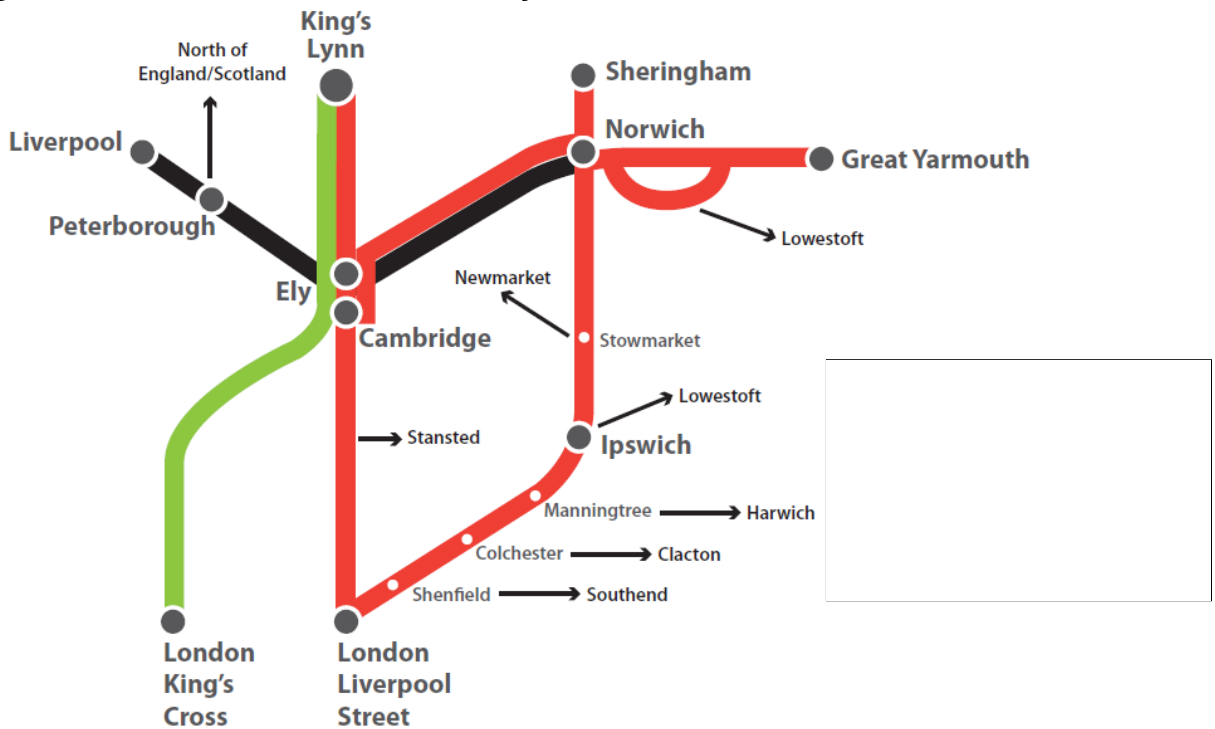 King's
Lynn
North of
England/Scotland
Sheringham
Norwich
Liverpool
Great Yarmouth
Peterborough
Lowestoft
Newmarket
Ely
Cambridge
Stowmarket
Lowestoft
Stansted
Ipswich
Manningtree
Harwich
Colchester
Clacton
Shenfield
Southend
London
King's
Cross
London
Liverpool
Street